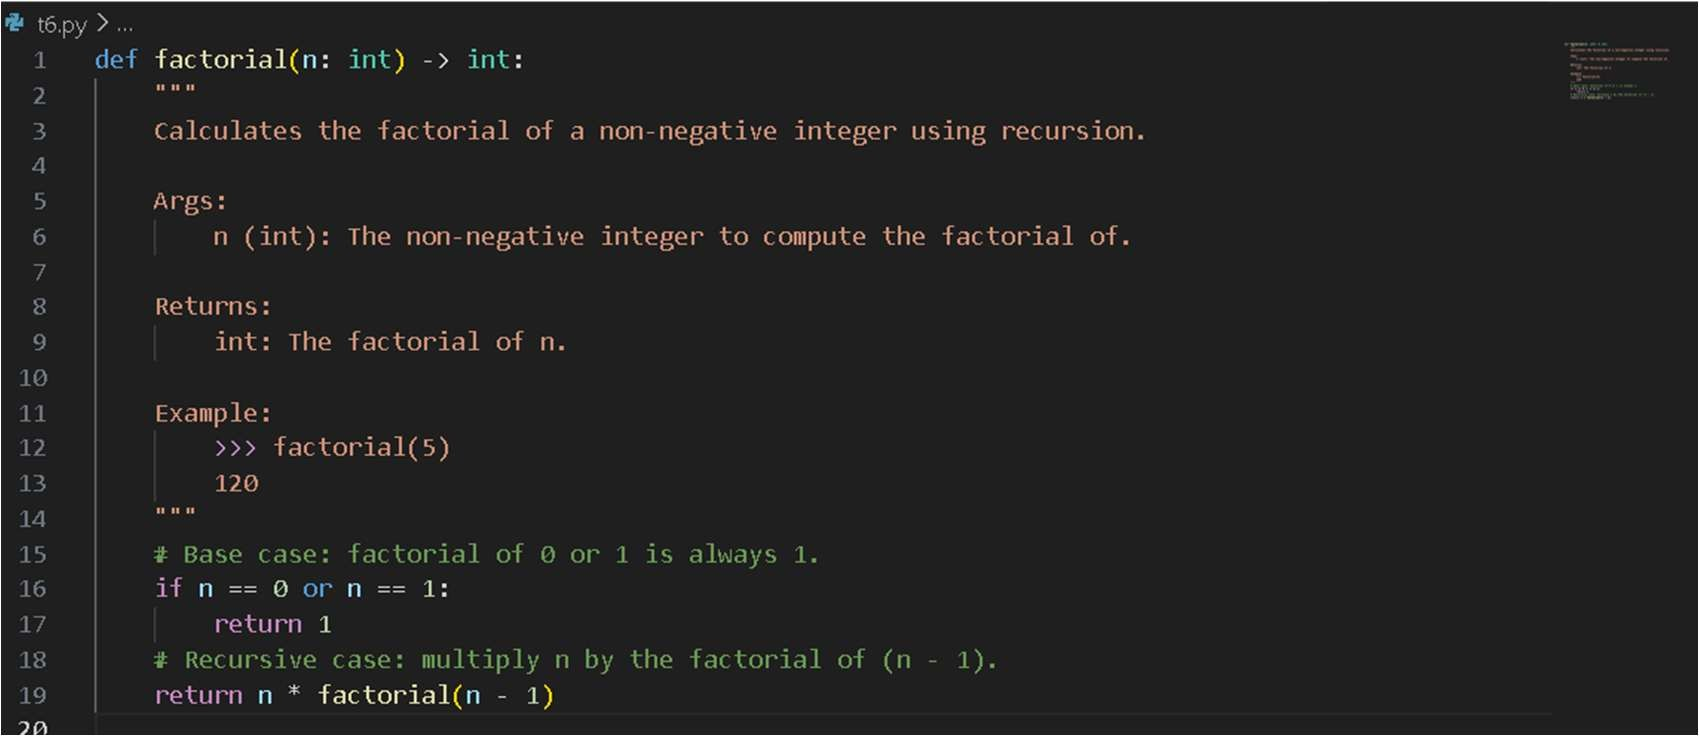 t6.py > ...
1 def factorial(n: int) -> int:
2     """
3     Calculates the factorial of a non-negative integer using recursion.
4
5     Args:
6         n (int): The non-negative integer to compute the factorial of.
7
8     Returns:
9         int: The factorial of n.
10
11     Example:
12         >>> factorial(5)
13         120
14     """
15     # Base case: factorial of 0 or 1 is always 1.
16     if n == 0 or n == 1:
17         return 1
18     # Recursive case: multiply n by the factorial of (n - 1).
19     return n * factorial(n - 1)
20